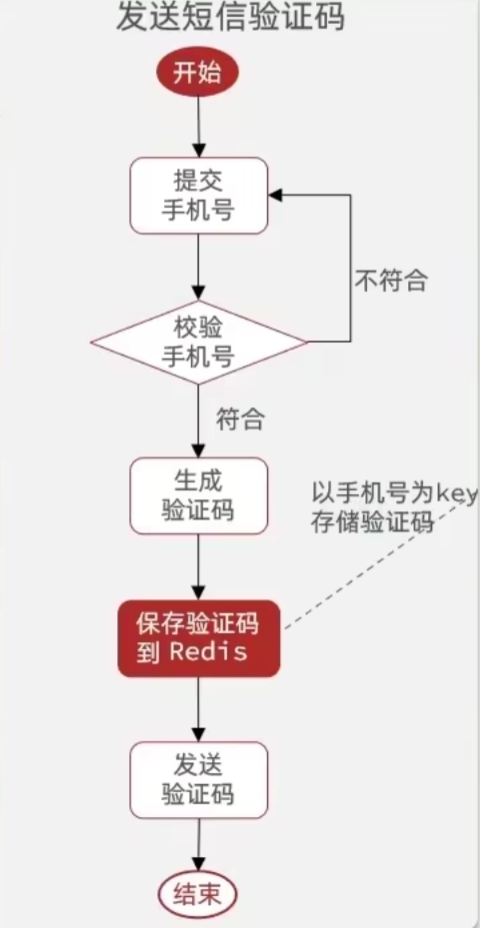 发送短信验证码
开始
提交
手机号
不符合
校验
手机号
符合
生成
验证码
以手机号为key
存储验证码
保存验证码
到 Redis
发送
验证码
结束